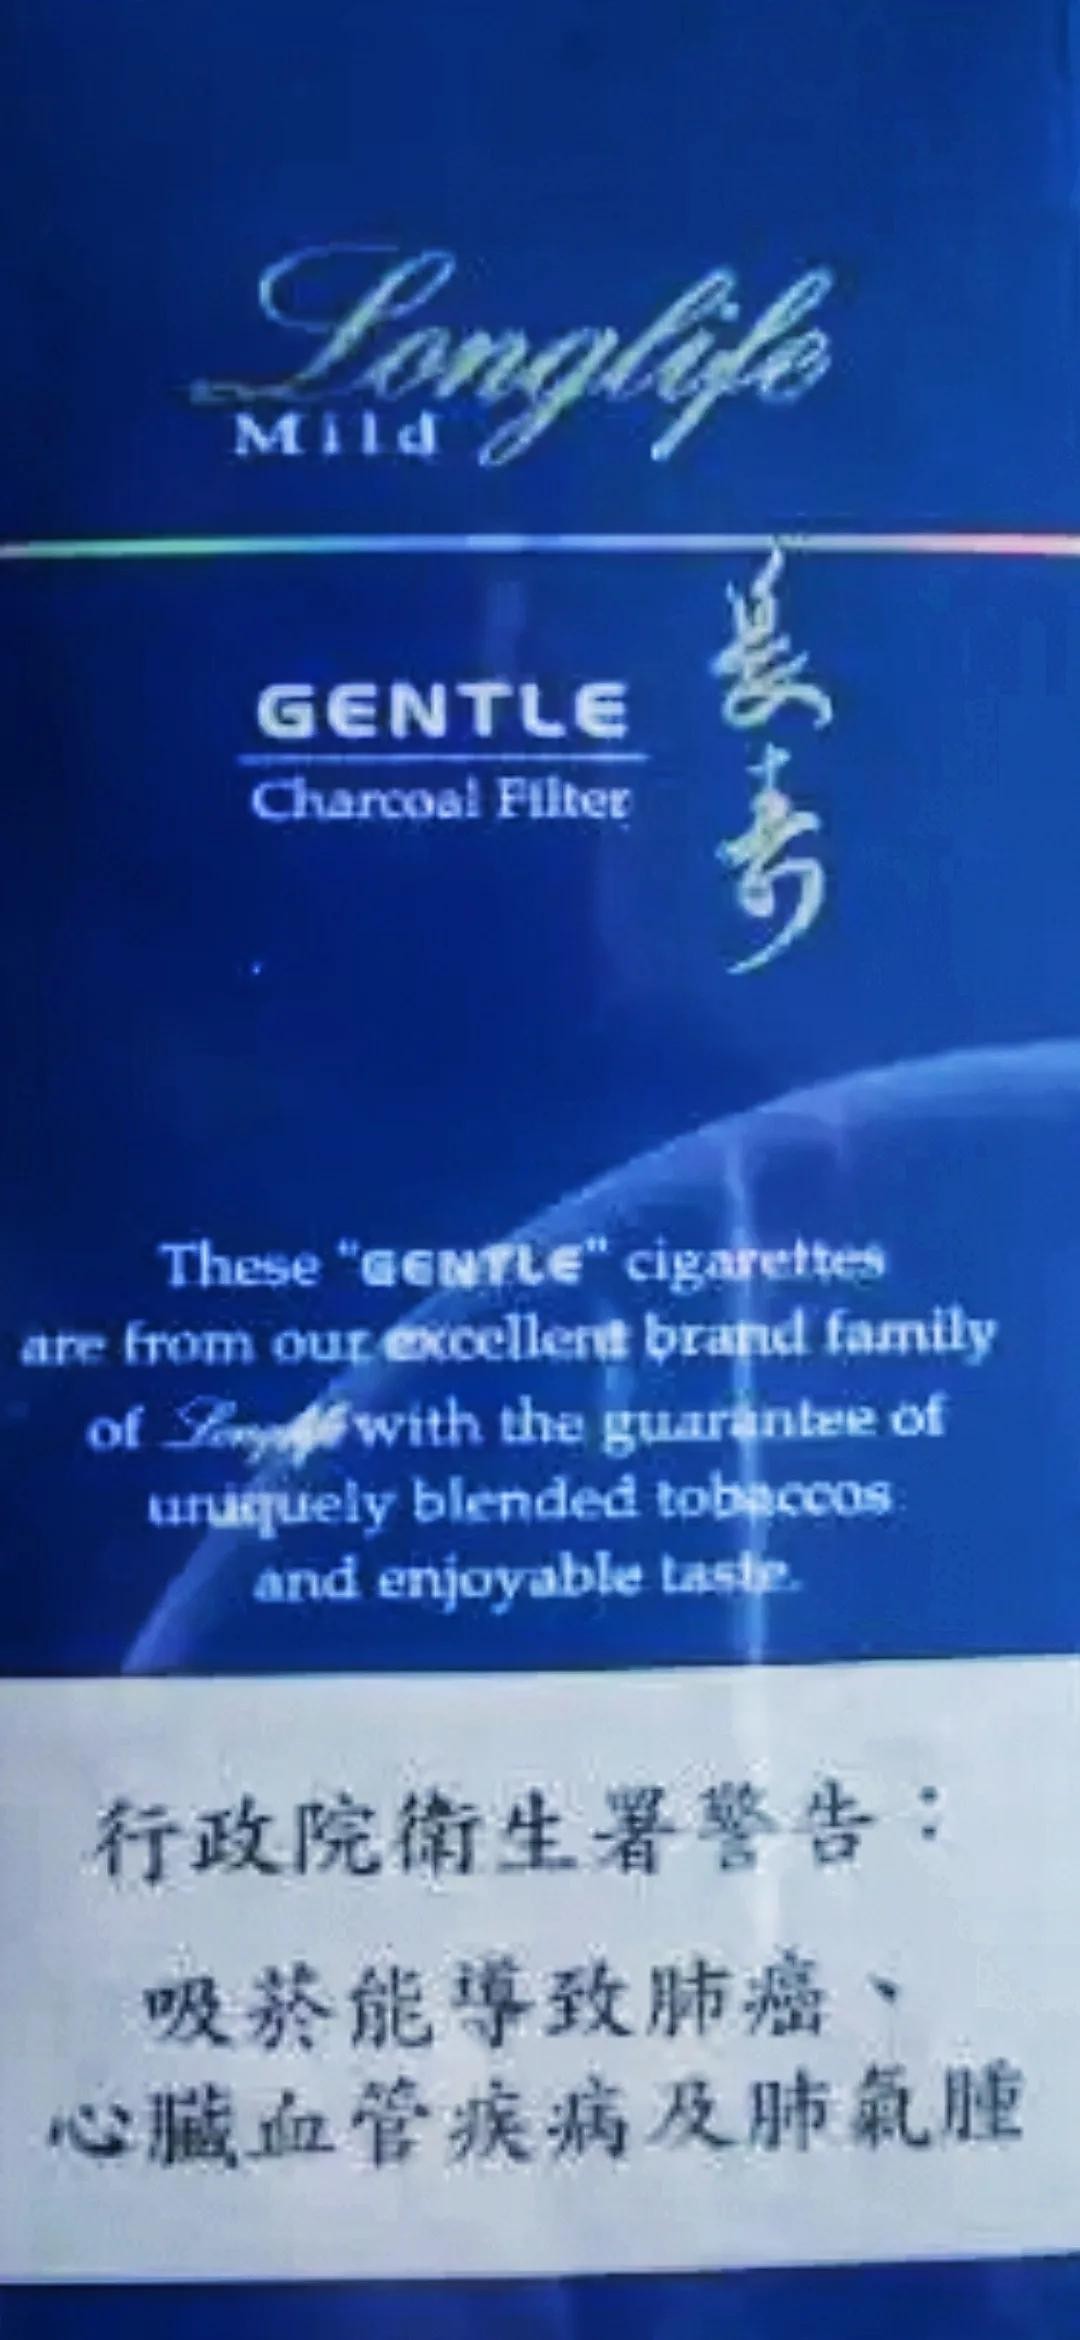 Longlife
Mild
長壽
GENTLE
Charcoal Filter
These "GENTLE" cigarettes
are from our excellent brand family
of Longlife with the guarantee of
uniquely blended tobaccos
and enjoyable taste.
行政院衛生署警告：
吸菸能導致肺癌、
心臟血管疾病及肺氣腫